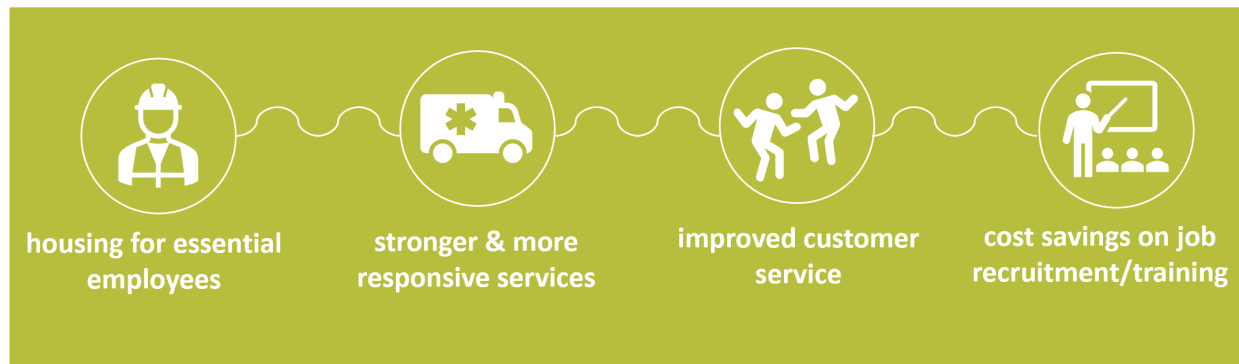 housing for essential
employees
stronger & more
responsive services
improved customer
service
cost savings on job
recruitment/training